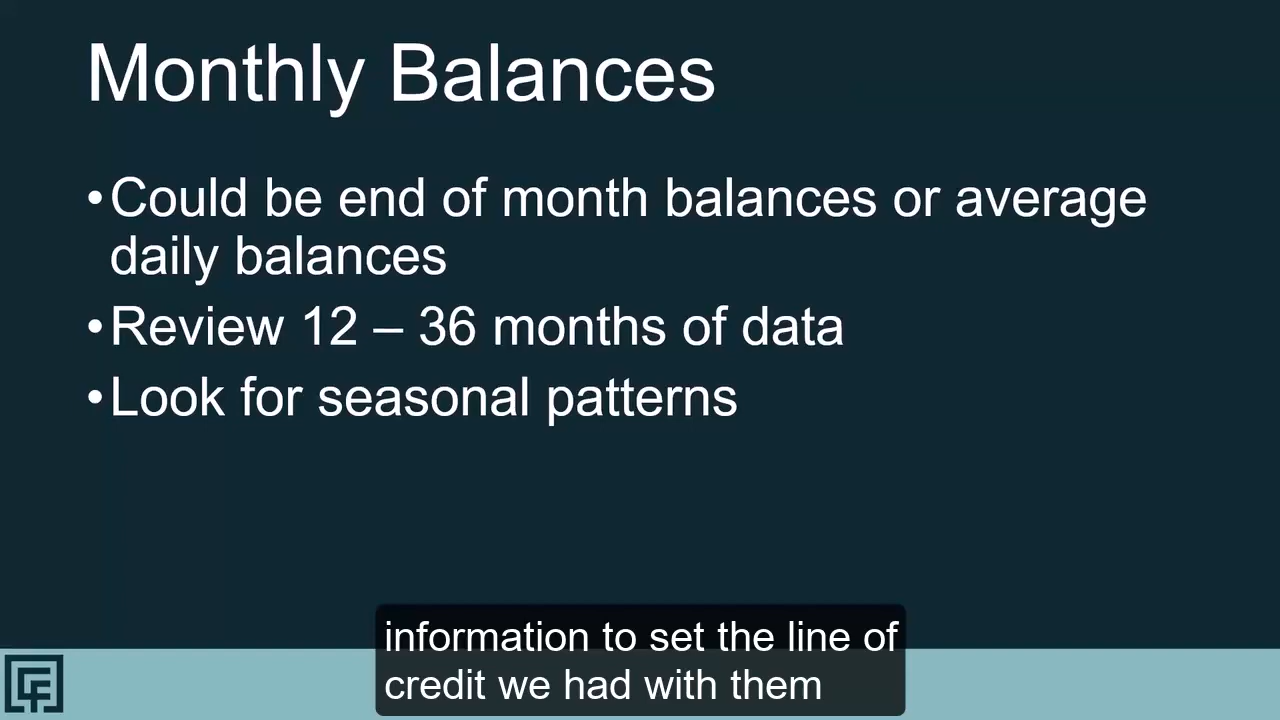 Monthly Balances
•Could be end of month balances or average
daily balances
•Review 12 – 36 months of data
•Look for seasonal patterns
information to set the line of
credit we had with them